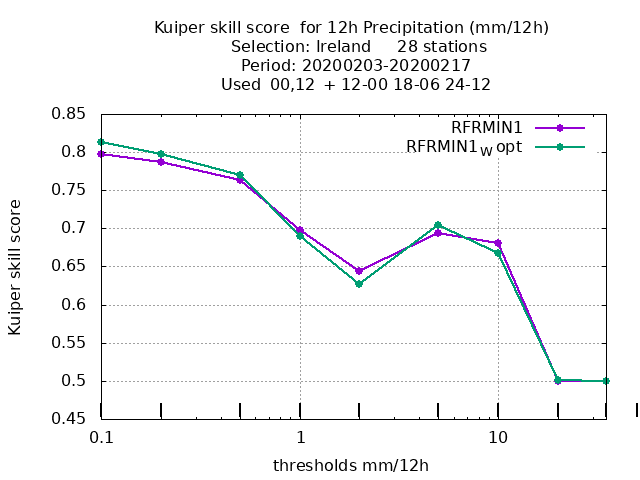 Kuiper skill score  for 12h Precipitation (mm/12h)
Selection: Ireland     28 stations
Period: 20200203-20200217
Used  00,12  + 12-00 18-06 24-12
0.85
0.8
0.75
0.7
0.65
0.6
0.55
0.5
0.45
Kuiper skill score
RFRMIN1
RFRMIN1W opt
0.1
1
10
thresholds mm/12h